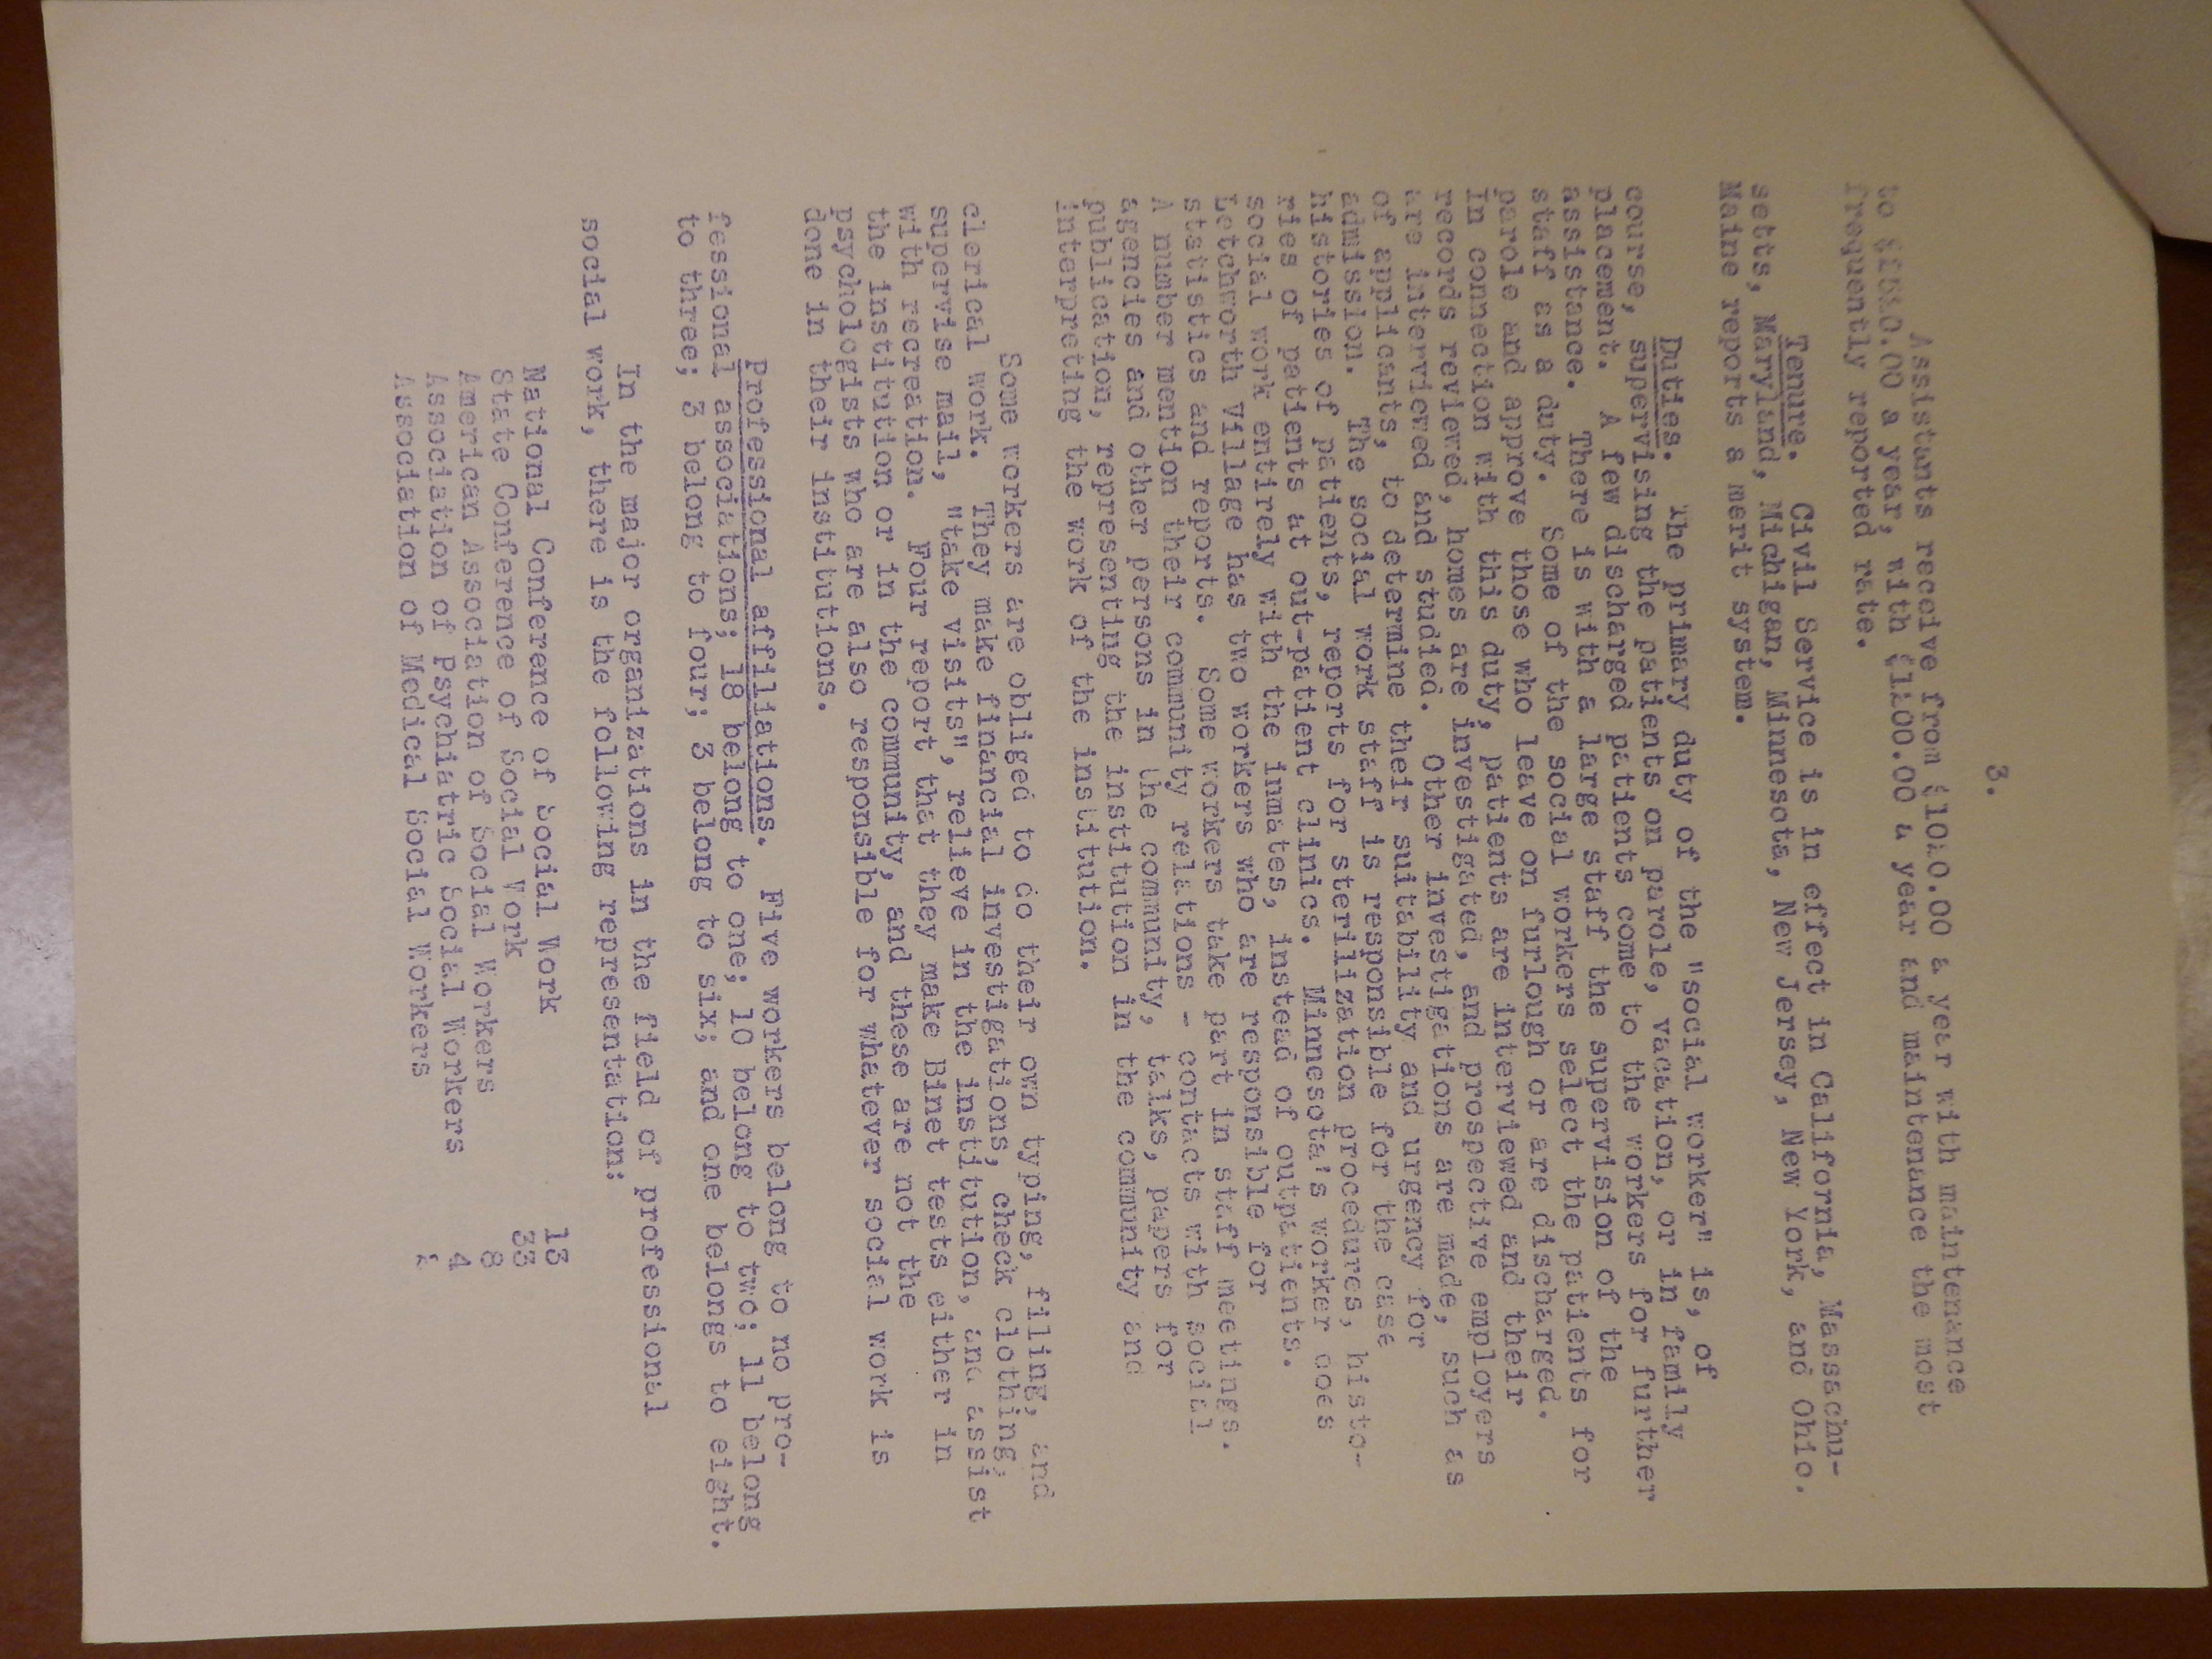 3.
Assistants receive from a year with maintenance
to a year, with $1200.00 a year and maintenance the most
frequently reported rate.
Tenure. Civil Service is in effect in California, Massachu-
setts, Maryland, Michigan, Minnesota, New Jersey, New York, and Ohio.
Maine reports a merit system.
Duties. The primary duty of the "social worker" is, of
course, supervising the patients on parole, vacation, or in family
placement. A few discharged patients come to the workers for further
assistance. There is with a large staff the supervision of the
staff as a duty. Some of the social workers select the patients for
parole and approve those who leave on furlough or are discharged.
In connection with this duty, patients are interviewed and their
records reviewed, homes are investigated, and prospective employers
are interviewed and studied. Other investigations are made, such as
of applicants, to determine their suitability and urgency for
admission. The social work staff is responsible for the case
histories of patients, reports for sterilization procedures, histo-
ries of patients at out-patient clinics. Minnesota's worker does
social work entirely with the inmates, instead of outpatients.
Letchworth Village has two workers who are responsible for
statistics and reports. Some workers take part in staff meetings.
A number mention their community relations - contacts with social
agencies and other persons in the community, talks, papers for
publication, representing the institution in the community and
interpreting the work of the institution.
Some workers are obliged to do their own typing, filing, and
clerical work. They make financial investigations, check clothing,
supervise mail, "take visits", relieve in the institution, and assist
with recreation. Four report that they make Binet tests either in
the institution or in the community, and these are not the
psychologists who are also responsible for whatever social work is
done in their institutions.
Professional affiliations. Five workers belong to no pro-
fessional associations; 18 belong to one; 10 belong to two; 11 belong
to three; 3 belong to four; 3 belong to six; and one belongs to eight.
In the major organizations in the field of professional
social work, there is the following representation:
National Conference of Social Work 13
State Conference of Social Work 33
American Association of Social Workers 8
Association of Psychiatric Social Workers 4
Association of Medical Social Workers